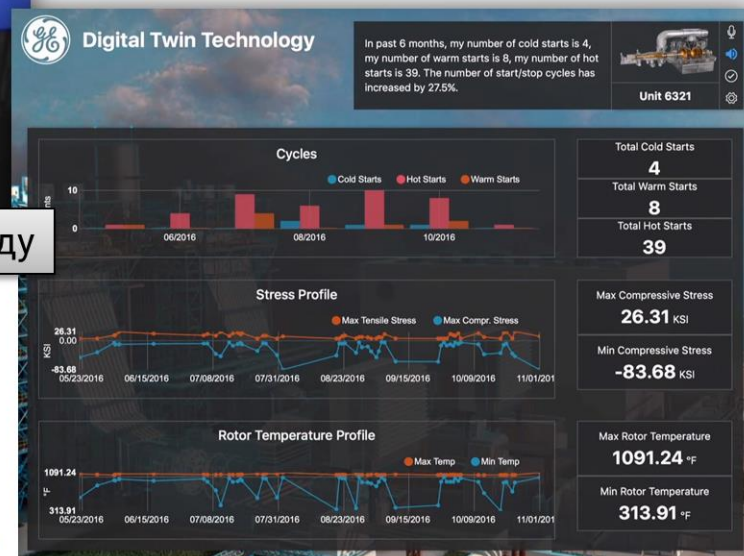 Digital Twin Technology
In past 6 months, my number of cold starts is 4,
my number of warm starts is 8, my number of hot
starts is 39. The number of start/stop cycles has
increased by 27.5%.
Unit 6321
Cycles
Cold Starts Hot Starts Warm Starts
10
0
06/2016 08/2016 10/2016
ду
Total Cold Starts
4
Total Warm Starts
8
Total Hot Starts
39
Stress Profile
Max Tensile Stress Max Compr. Stress
26.31
0.00
KSI
-83.68
05/23/2016 06/15/2016 07/08/2016 07/31/2016 08/23/2016 09/15/2016 10/09/2016 11/01/201
Max Compressive Stress
26.31 KSI
Min Compressive Stress
-83.68 KSI
Rotor Temperature Profile
Max Temp Min Temp
1091.24
°F
313.91
05/23/2016 06/15/2016 07/08/2016 07/31/2016 08/23/2016 09/15/2016 10/09/2016 11/01/201
Max Rotor Temperature
1091.24 °F
Min Rotor Temperature
313.91 °F